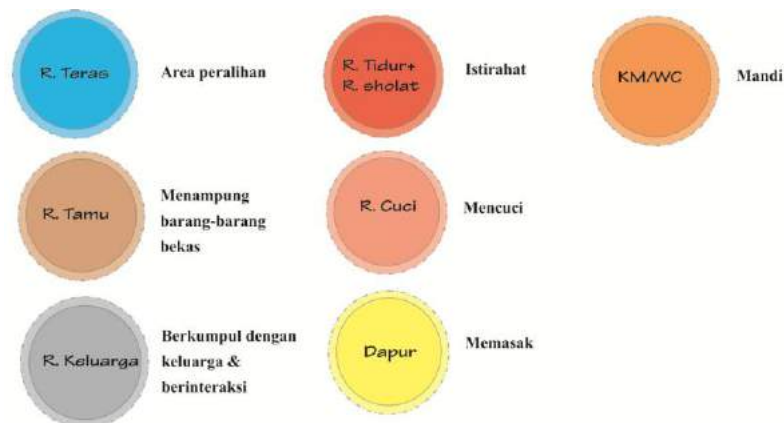 R. Teras
Area peralihan
R. Tidur+
R. sholat
Istirahat
KM/WC
Mandi
R. Tamu
Menampung
barang-barang
bekas
R. Cuci
Mencuci
R. Keluarga
Berkumpul dengan
keluarga &
berinteraksi
Dapur
Memasak